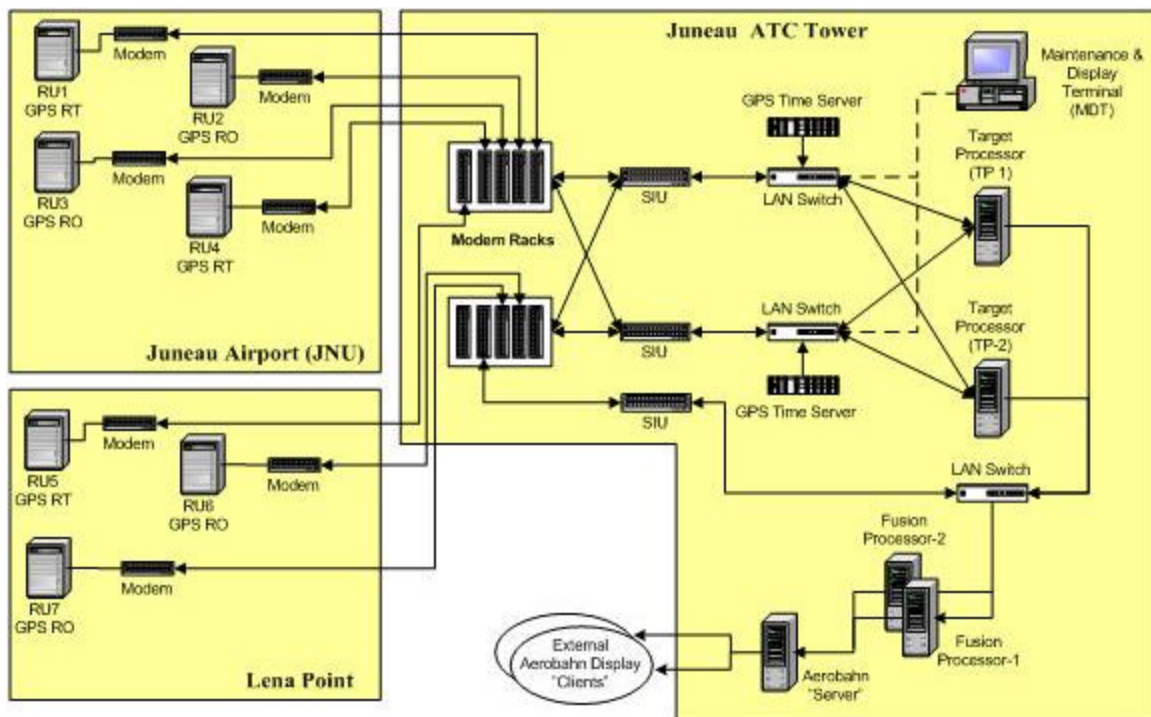 Juneau ATC Tower
Modem
RU1
GPS RT
RU2
GPS RO
Modem
RU3
GPS RO
Modem
RU4
GPS RT
Modem
Juneau Airport (JNU)
Modem Racks
SIU
GPS Time Server
LAN Switch
Maintenance &
Display
Terminal
(MDT)
Target
Processor
(TP 1)
SIU
LAN Switch
GPS Time Server
Target
Processor
(TP-2)
SIU
RU5
GPS RT
Modem
RU6
GPS RO
Modem
RU7
GPS RO
Modem
Lena Point
LAN Switch
Fusion
Processor-2
Fusion
Processor-1
Aerobahn
"Server"
External
Aerobahn Display
"Clients"